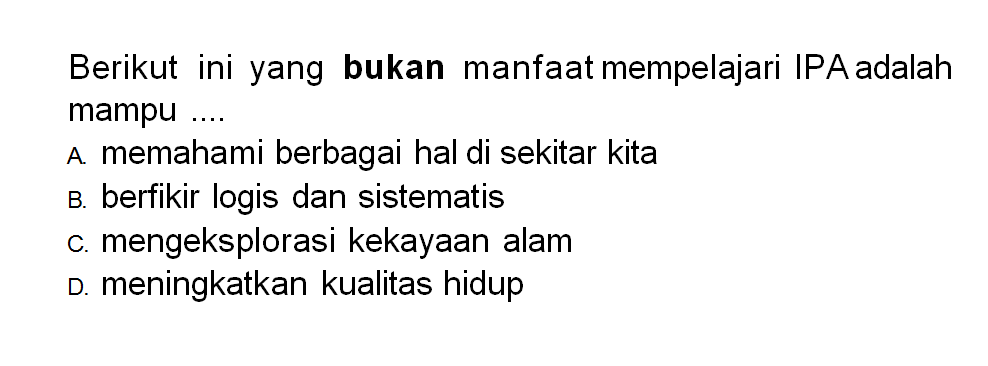 Berikut ini yang bukan manfaat mempelajari IPA adalah
mampu ....
A. memahami berbagai hal di sekitar kita
B. berfikir logis dan sistematis
C. mengeksplorasi kekayaan alam
D. meningkatkan kualitas hidup